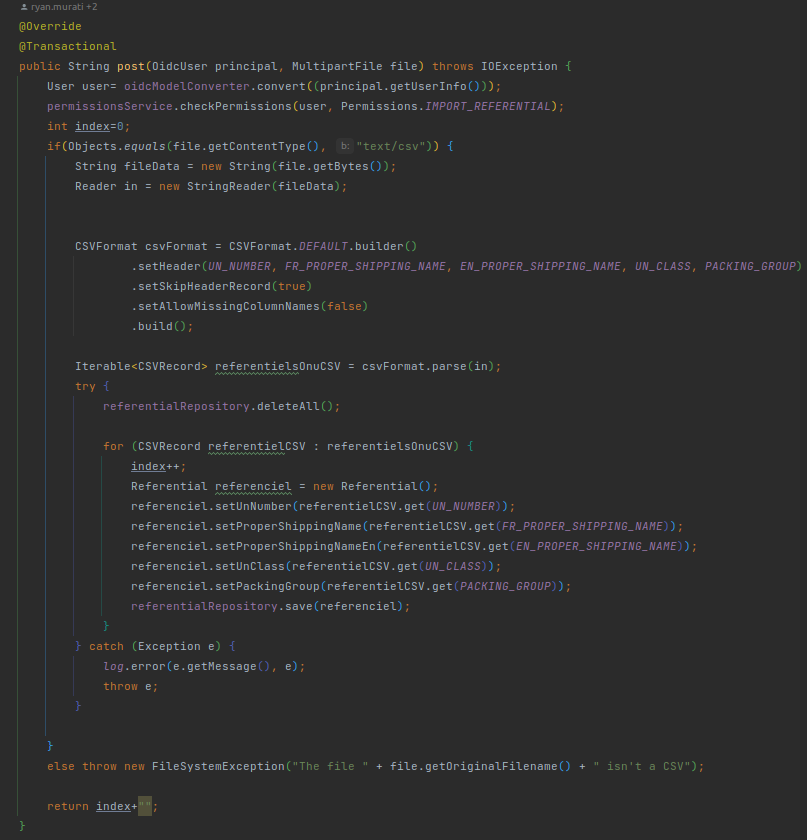 ryan.murati +2
@Override
@Transactional
public String post(OidcUser principal, MultipartFile file) throws IOException {
User user= oidcModelConverter.convert((principal.getUserInfo()));
permissionsService.checkPermissions(user, Permissions.IMPORT_REFERENTIAL);
int index=0;
if(Objects.equals(file.getContentType(), b: "text/csv")) {
String fileData = new String(file.getBytes());
Reader in = new StringReader(fileData);
CSVFormat csvFormat = CSVFormat.DEFAULT.builder()
.setHeader(UN_NUMBER, FR_PROPER_SHIPPING_NAME, EN_PROPER_SHIPPING_NAME, UN_CLASS, PACKING_GROUP)
.setSkipHeaderRecord(true)
.setAllowMissingColumnNames(false)
.build();
Iterable<CSVRecord> referentielsOnuCSV = csvFormat.parse(in);
try {
referentialRepository.deleteAll();
for (CSVRecord referentielCSV : referentielsOnuCSV) {
index++;
Referential referenciel = new Referential();
referenciel.setUnNumber(referentielCSV.get(UN_NUMBER));
referenciel.setProperShippingName(referentielCSV.get(FR_PROPER_SHIPPING_NAME));
referenciel.setProperShippingNameEn(referentielCSV.get(EN_PROPER_SHIPPING_NAME));
referenciel.setUnClass(referentielCSV.get(UN_CLASS));
referenciel.setPackingGroup(referentielCSV.get(PACKING_GROUP));
referentialRepository.save(referenciel);
}
} catch (Exception e) {
log.error(e.getMessage(), e);
throw e;
}
}
else throw new FileSystemException("The file " + file.getOriginalFilename() + " isn't a CSV");
return index+"";
}